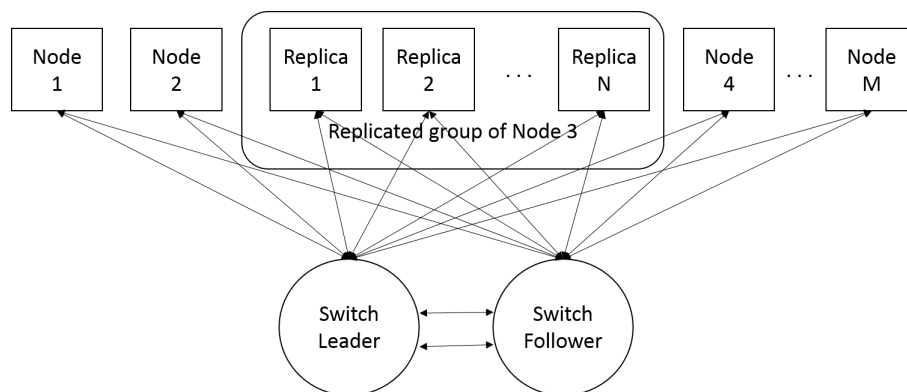 Node
1
Node
2
Replica
1
Replica
2
. . .
Replica
N
Node
4
. . .
Node
M
Replicated group of Node 3
Switch
Leader
Switch
Follower